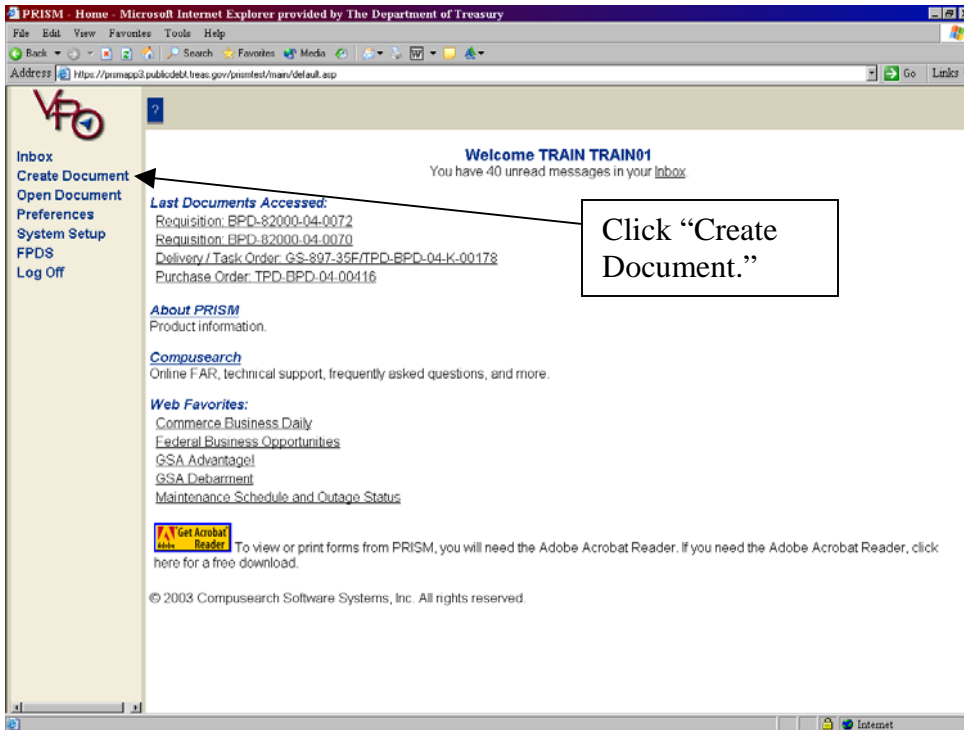 PRISM - Home - Microsoft Internet Explorer provided by The Department of Treasury
File Edit View Favorites Tools Help
Back Search Favorites Media
Address https://prismapp3.publicdebt.treas.gov/prismtest/main/default.asp Go Links
VPO
?
Inbox
Create Document
Open Document
Preferences
System Setup
FPDS
Log Off
Welcome TRAIN TRAIN01
You have 40 unread messages in your Inbox.
Last Documents Accessed:
Requisition: BPD-82000-04-0072
Requisition: BPD-82000-04-0070
Delivery / Task Order: GS-897-35F/TPD-BPD-04-K-00178
Purchase Order: TPD-BPD-04-00416
Click “Create
Document.”
About PRISM
Product information.
Compusearch
Online FAR, technical support, frequently asked questions, and more.
Web Favorites:
Commerce Business Daily
Federal Business Opportunities
GSA Advantage!
GSA Debarment
Maintenance Schedule and Outage Status
Get Acrobat
Adobe Reader
To view or print forms from PRISM, you will need the Adobe Acrobat Reader. If you need the Adobe Acrobat Reader, click
here for a free download.
© 2003 Compusearch Software Systems, Inc. All rights reserved.
Internet